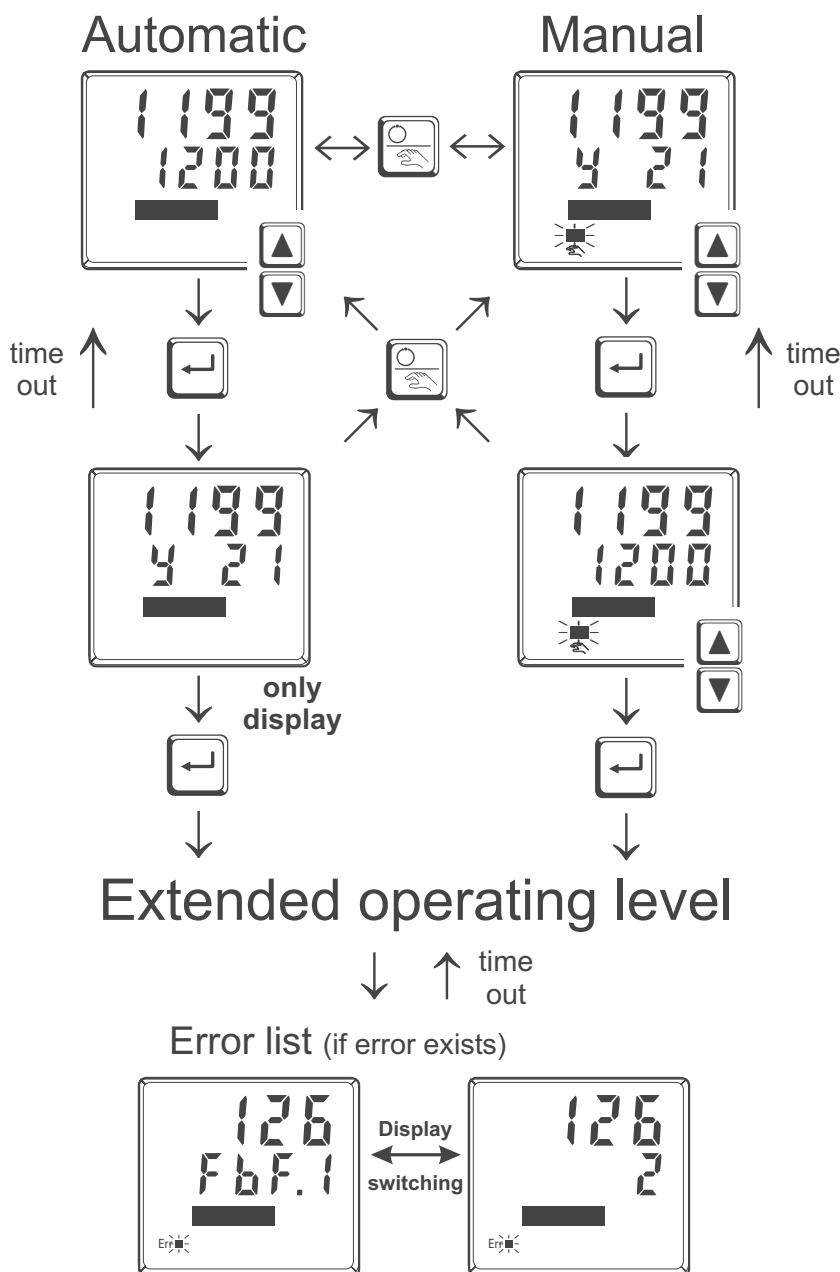 Automatic Manual
1199 1199
1200 y 21
time out
time out
1199 1199
y 21 1200
only
display
Extended operating level
time
out
Error list (if error exists)
126 Display 126
FbF.1 switching 2
Err Err